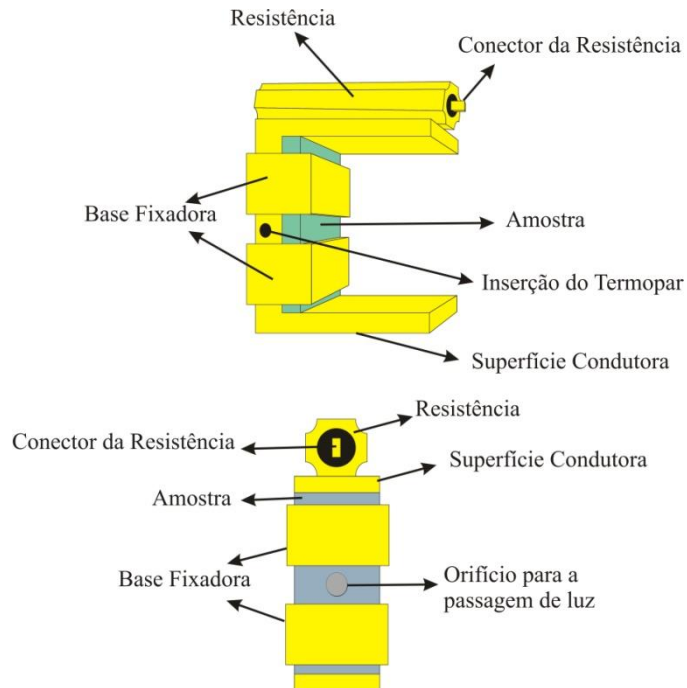 Resistência
Conector da Resistência
Base Fixadora
Amostra
Inserção do Termopar
Superfície Condutora
Resistência
Conector da Resistência
Superfície Condutora
Amostra
Base Fixadora
Orifício para a
passagem de luz